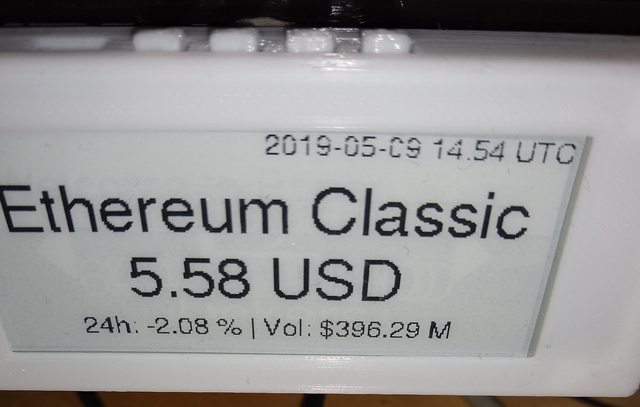 2019-05-09 14.54 UTC
Ethereum Classic
5.58 USD
24h: -2.08 % | Vol: $396.29 M